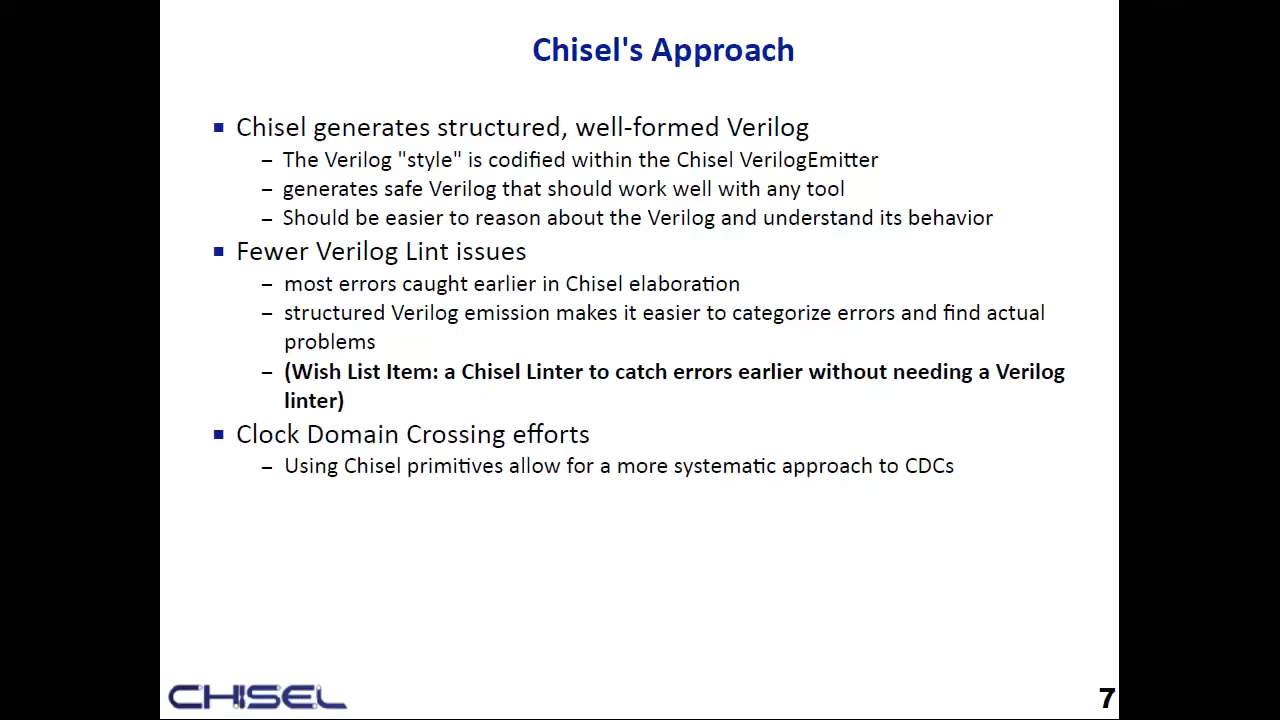 Chisel's Approach
▪ Chisel generates structured, well-formed Verilog
– The Verilog "style" is codified within the Chisel VerilogEmitter
– generates safe Verilog that should work well with any tool
– Should be easier to reason about the Verilog and understand its behavior
▪ Fewer Verilog Lint issues
– most errors caught earlier in Chisel elaboration
– structured Verilog emission makes it easier to categorize errors and find actual
problems
– (Wish List Item: a Chisel Linter to catch errors earlier without needing a Verilog
linter)
▪ Clock Domain Crossing efforts
– Using Chisel primitives allow for a more systematic approach to CDCs
CHISEL
7